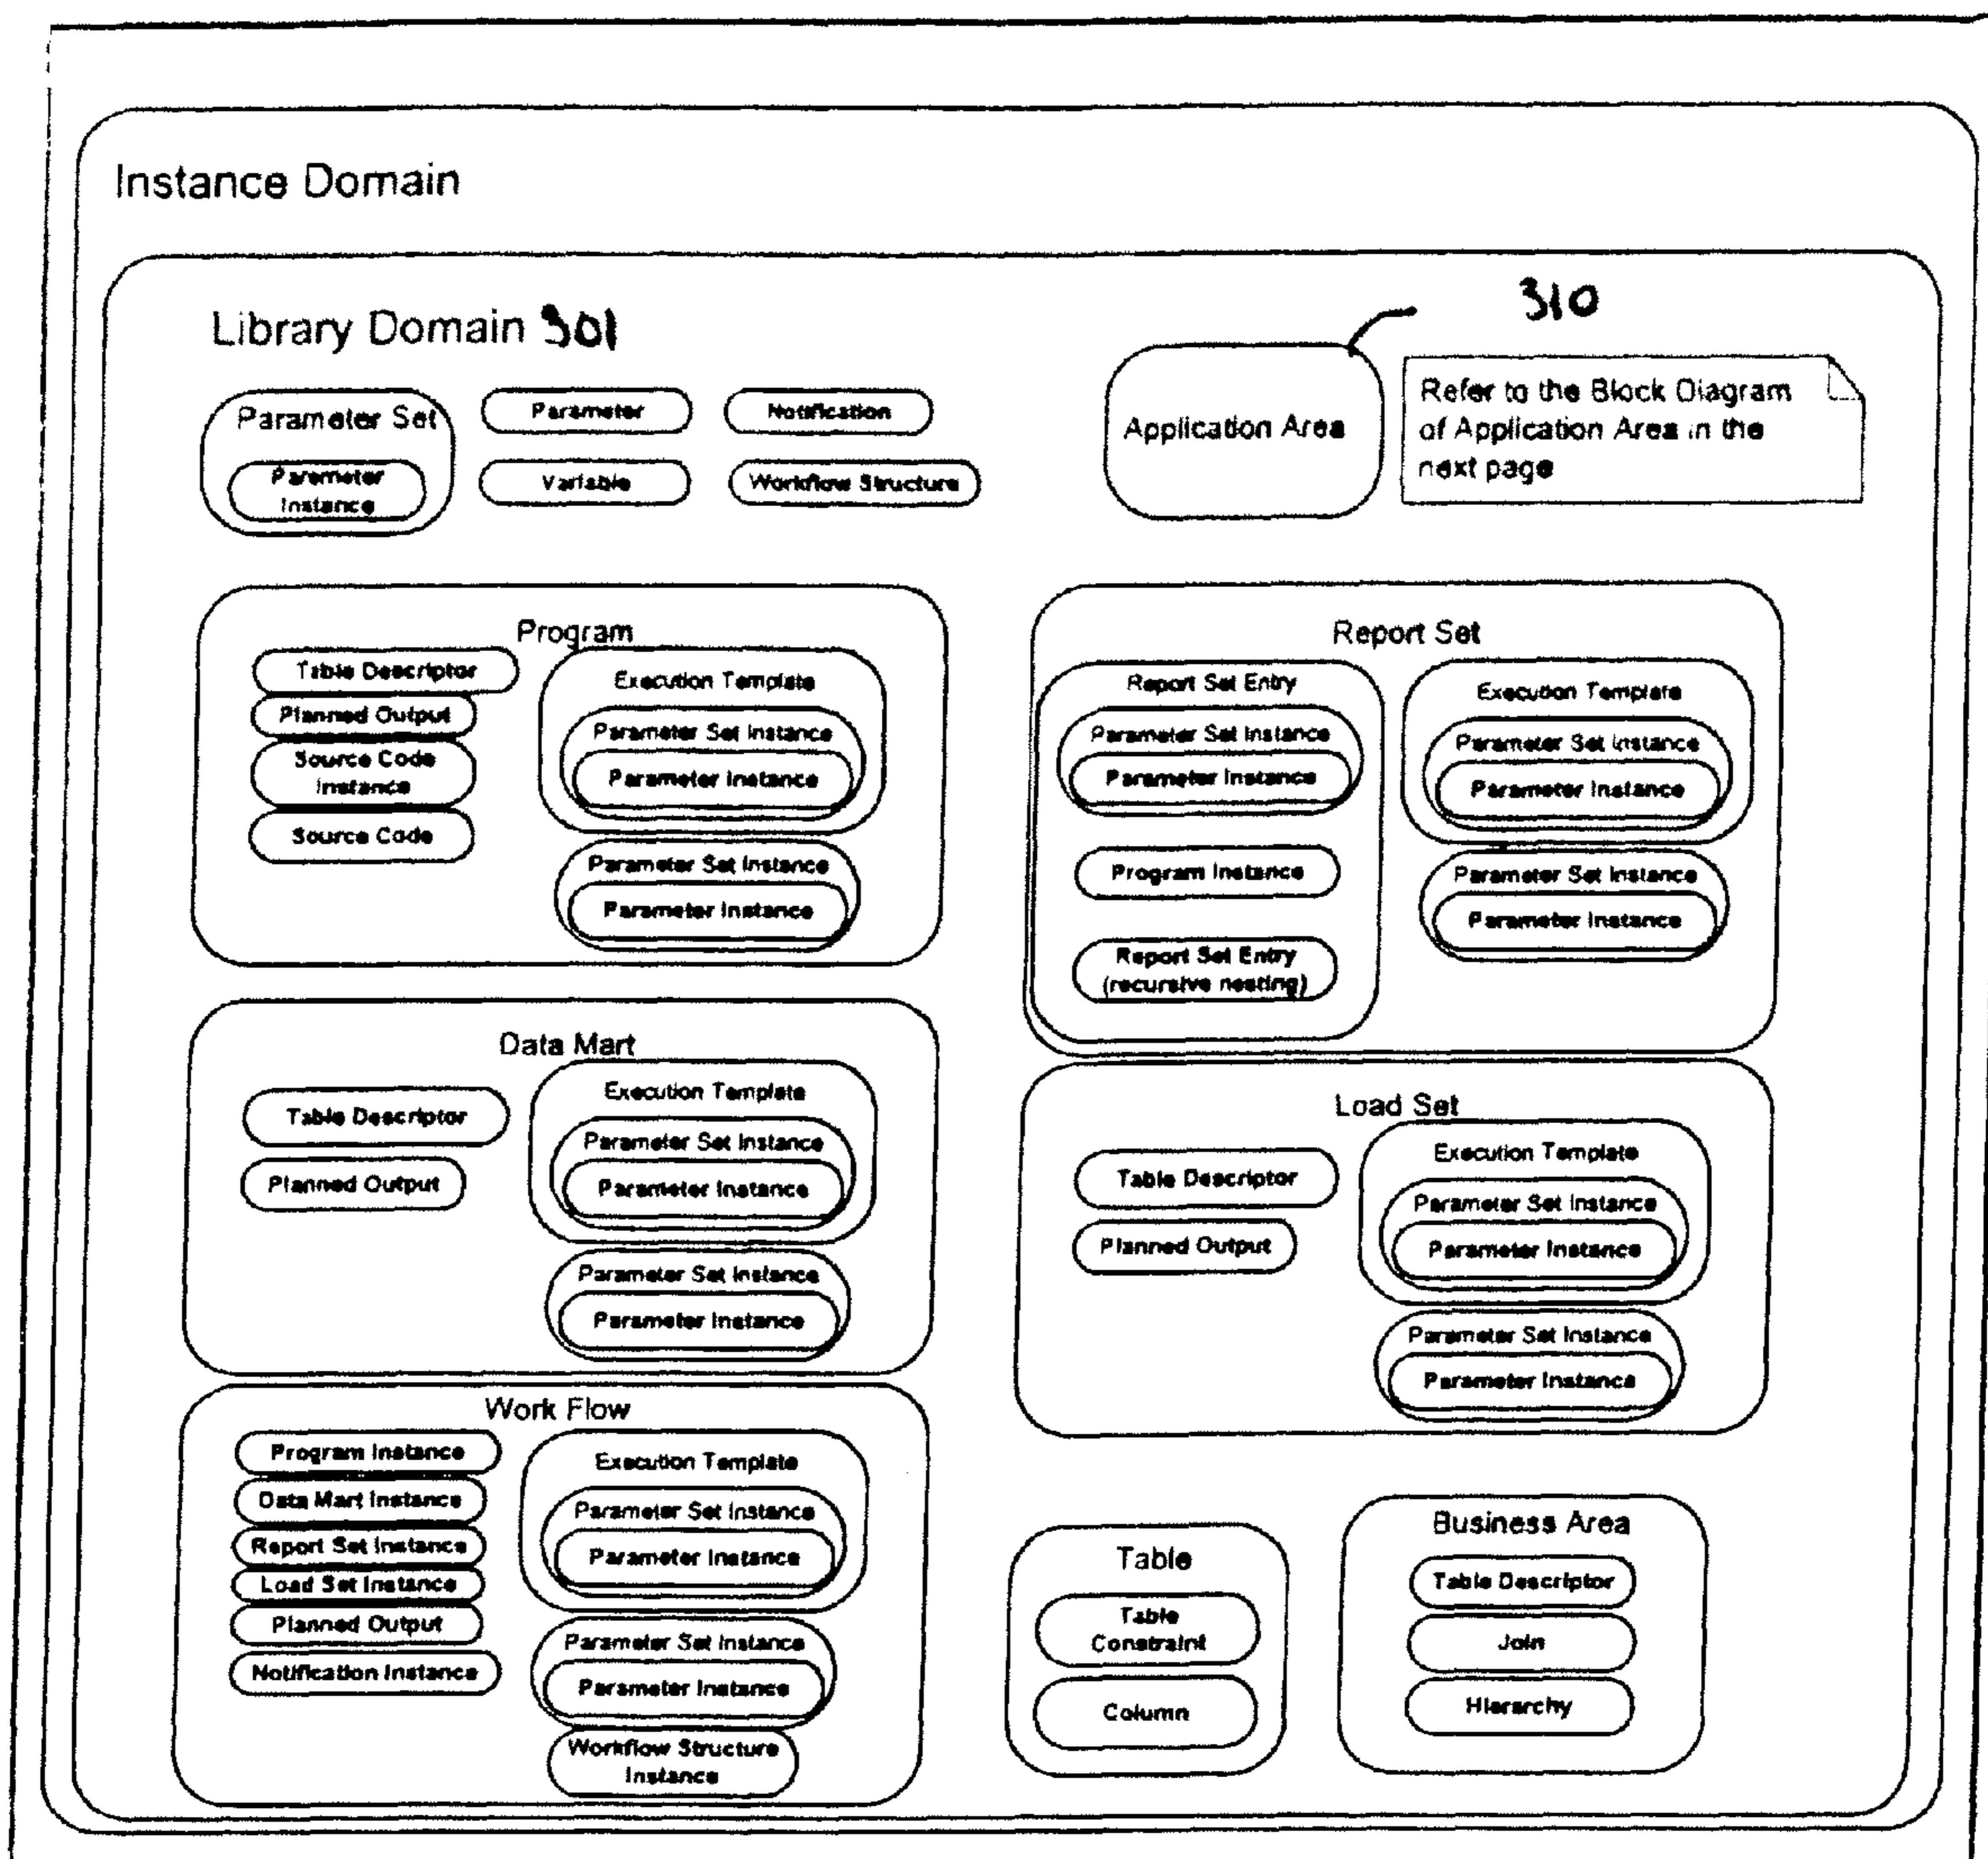 Instance Domain
Library Domain 301
310
Parameter Set
Parameter
Instance
Parameter
Notification
Variable
Workflow Structure
Application Area
Refer to the Block Diagram
of Application Area in the
next page
Program
Table Descriptor
Planned Output
Source Code
Instance
Source Code
Execution Template
Parameter Set Instance
Parameter Instance
Parameter Set Instance
Parameter Instance
Report Set
Report Set Entry
Parameter Set Instance
Parameter Instance
Program Instance
Report Set Entry
(recursive nesting)
Execution Template
Parameter Set Instance
Parameter Instance
Parameter Set Instance
Parameter Instance
Data Mart
Table Descriptor
Planned Output
Execution Template
Parameter Set Instance
Parameter Instance
Parameter Set Instance
Parameter Instance
Load Set
Table Descriptor
Planned Output
Execution Template
Parameter Set Instance
Parameter Instance
Parameter Set Instance
Parameter Instance
Work Flow
Program Instance
Data Mart Instance
Report Set Instance
Load Set Instance
Planned Output
Notification Instance
Execution Template
Parameter Set Instance
Parameter Instance
Parameter Set Instance
Parameter Instance
Workflow Structure
Instance
Table
Table
Constraint
Column
Business Area
Table Descriptor
Join
Hierarchy